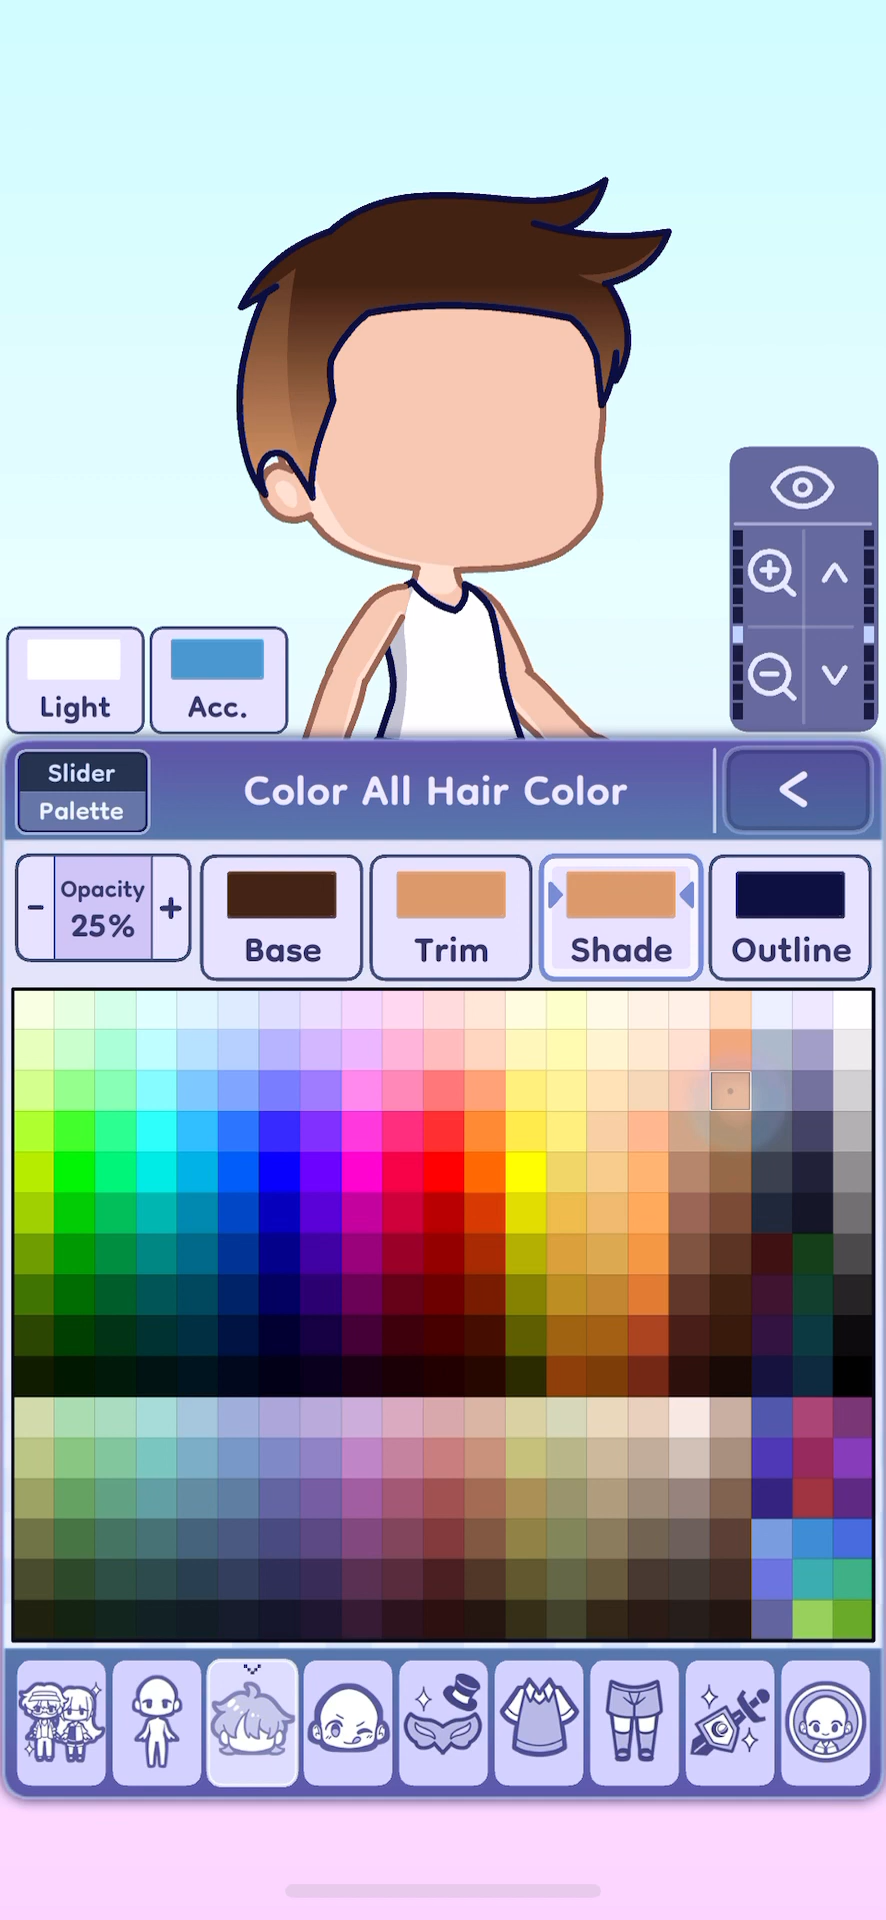 Light
Acc.
Slider
Palette
Color All Hair Color
<
-
Opacity
25%
+
Base
Trim
Shade
Outline